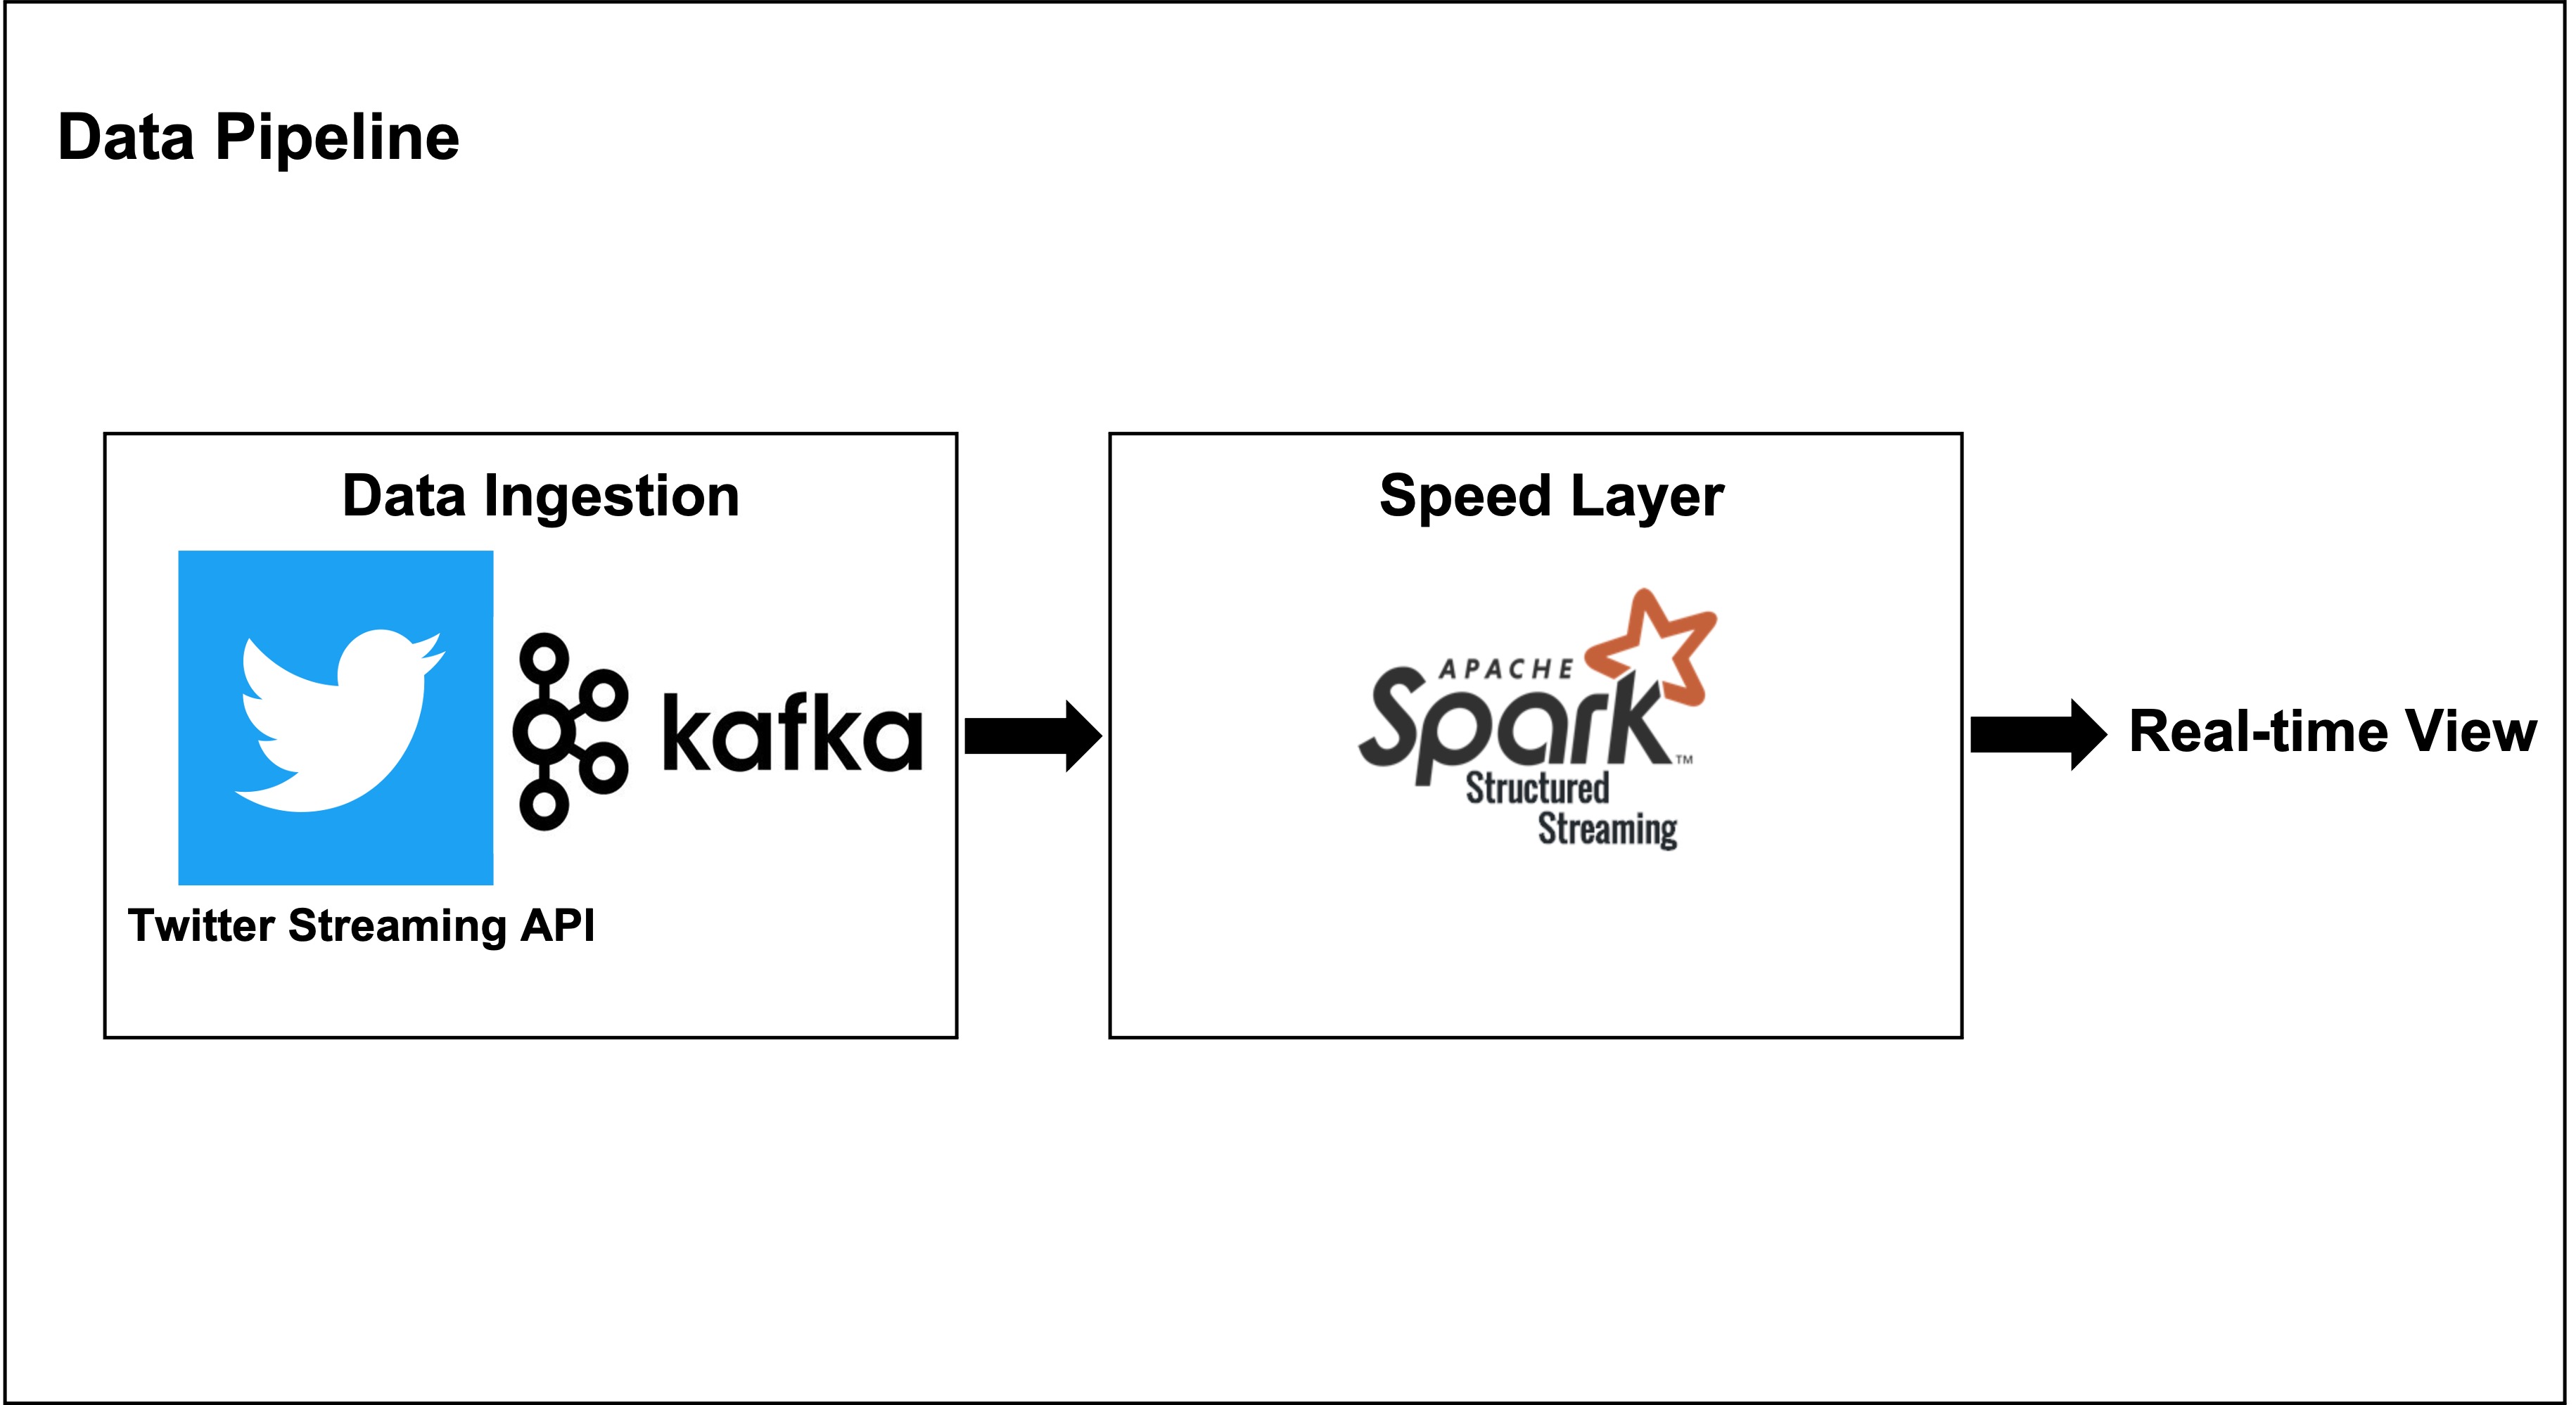 Data Pipeline
Data Ingestion
Twitter Streaming API
kafka
Speed Layer
APACHE
Spark™
Structured
Streaming
Real-time View